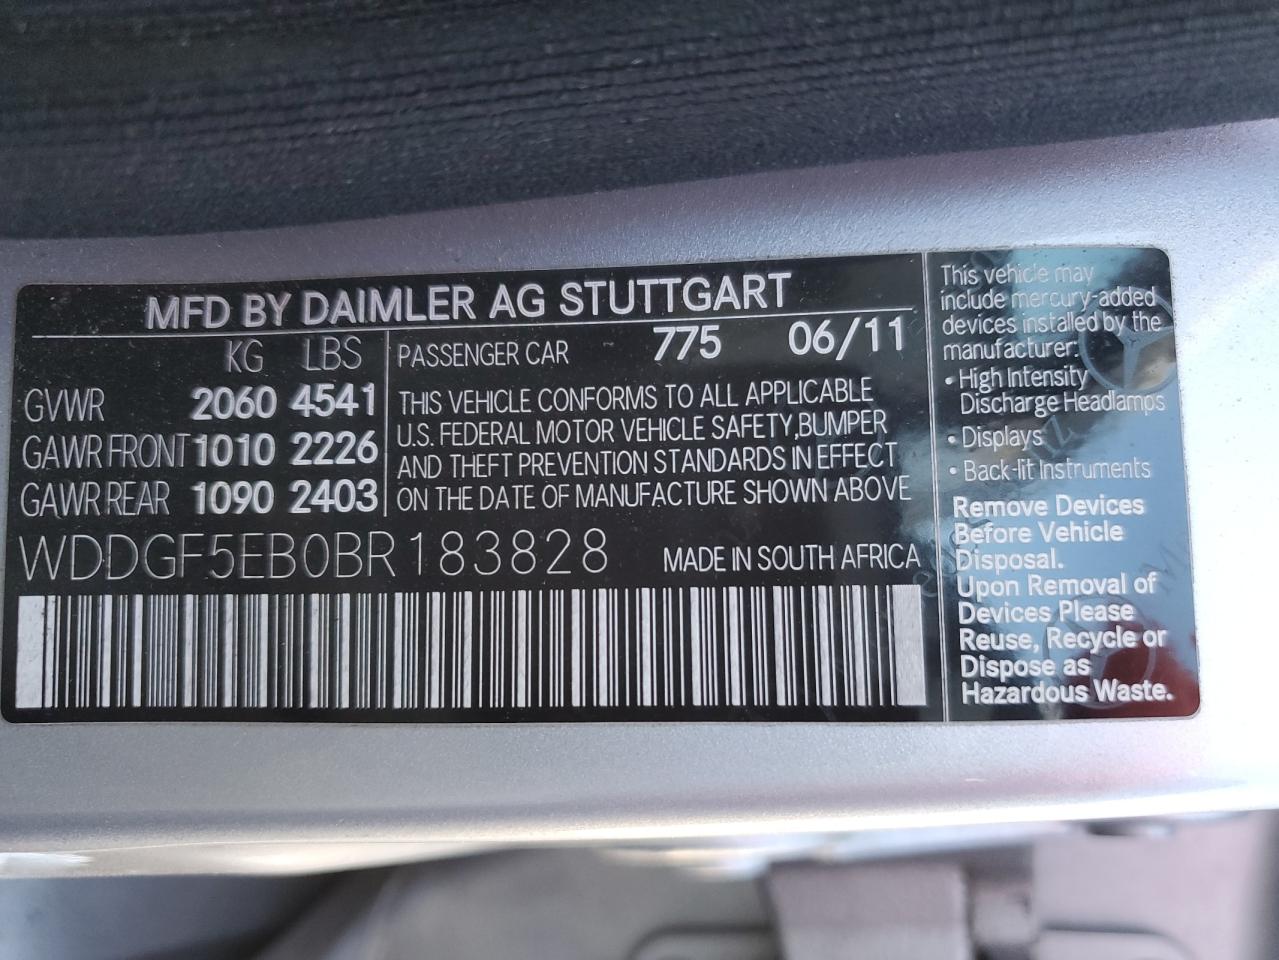 MFD BY DAIMLER AG STUTTGART
KG LBS
GVWR 2060 4541
GAWR FRONT 1010 2226
GAWR REAR 1090 2403
PASSENGER CAR 775 06/11
THIS VEHICLE CONFORMS TO ALL APPLICABLE
U.S. FEDERAL MOTOR VEHICLE SAFETY,BUMPER
AND THEFT PREVENTION STANDARDS IN EFFECT
ON THE DATE OF MANUFACTURE SHOWN ABOVE
WDDGF5EB0BR183828 MADE IN SOUTH AFRICA
This vehicle may
include mercury-added
devices installed by the
manufacturer:
• High Intensity
Discharge Headlamps
• Displays
• Back-lit Instruments
Remove Devices
Before Vehicle
Disposal.
Upon Removal of
Devices Please
Reuse, Recycle or
Dispose as
Hazardous Waste.